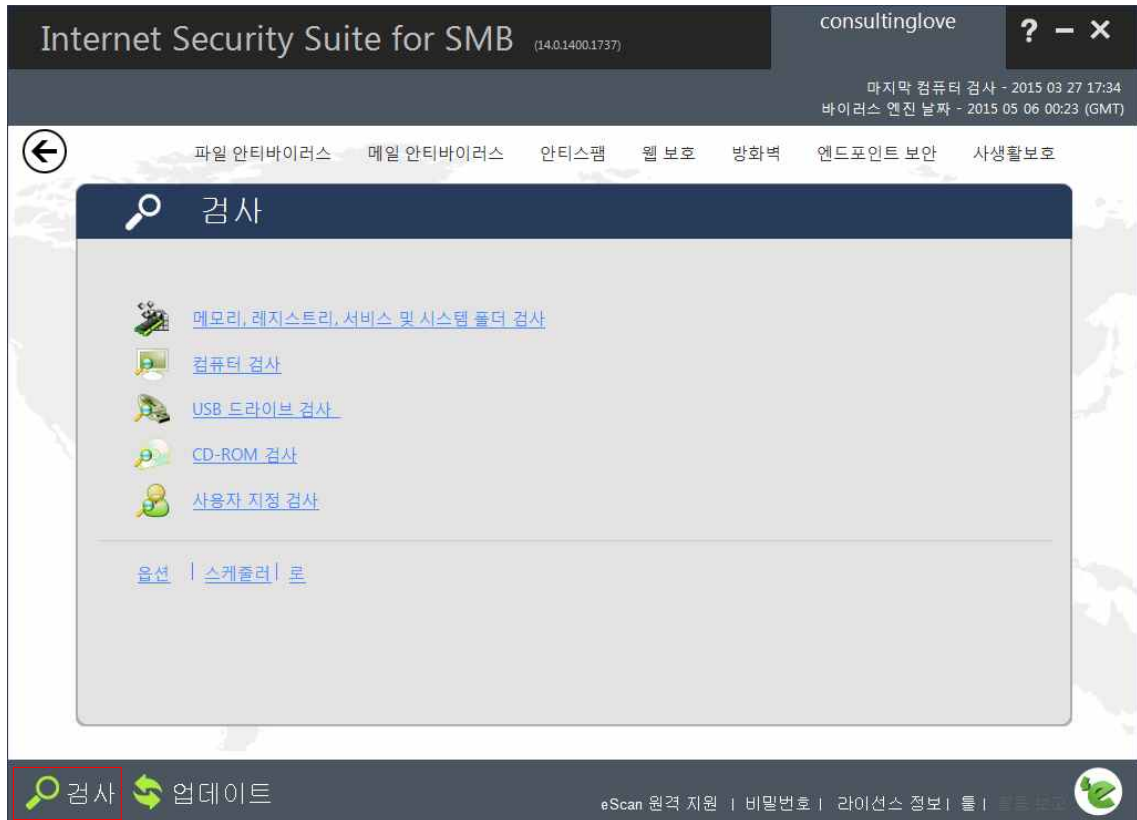 Internet Security Suite for SMB (14.0.1400.1737)
consultinglove
? – ×
마지막 컴퓨터 검사 - 2015 03 27 17:34
바이러스 엔진 날짜 - 2015 05 06 00:23 (GMT)
파일 안티바이러스 메일 안티바이러스 안티스팸 웹 보호 방화벽 엔드포인트 보안 사생활보호
검사
메모리, 레지스트리, 서비스 및 시스템 폴더 검사
컴퓨터 검사
USB 드라이브 검사
CD-ROM 검사
사용자 지정 검사
옵션 | 스케줄러 | 로
검사 업데이트
eScan 원격 지원 | 비밀번호 | 라이선스 정보 | 툴 |